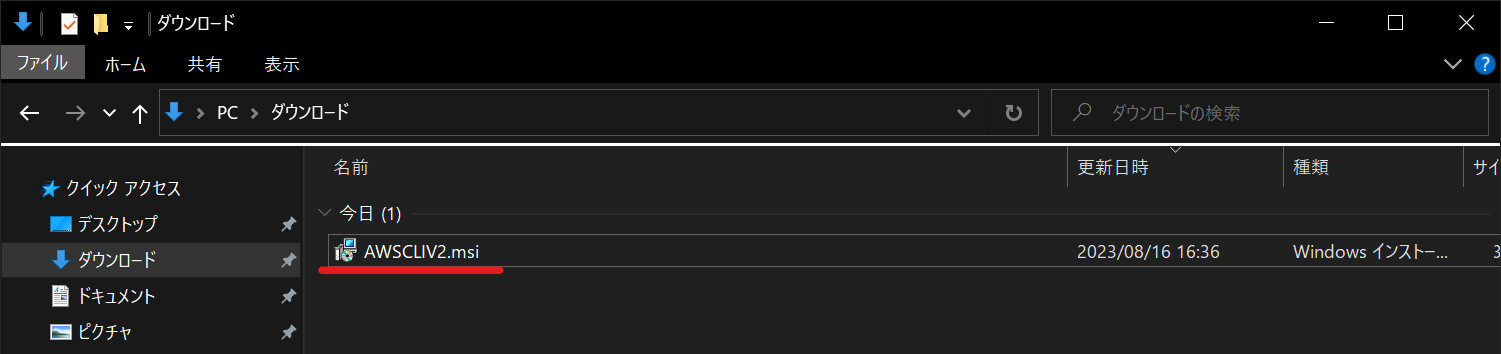 ダウンロード
ファイル ホーム 共有 表示
PC ダウンロード ダウンロードの検索
名前 更新日時 種類 サイ
クイック アクセス
今日 (1)
デスクトップ
AWSCLIV2.msi 2023/08/16 16:36 Windows インストー... 3
ダウンロード
ドキュメント
ピクチャ